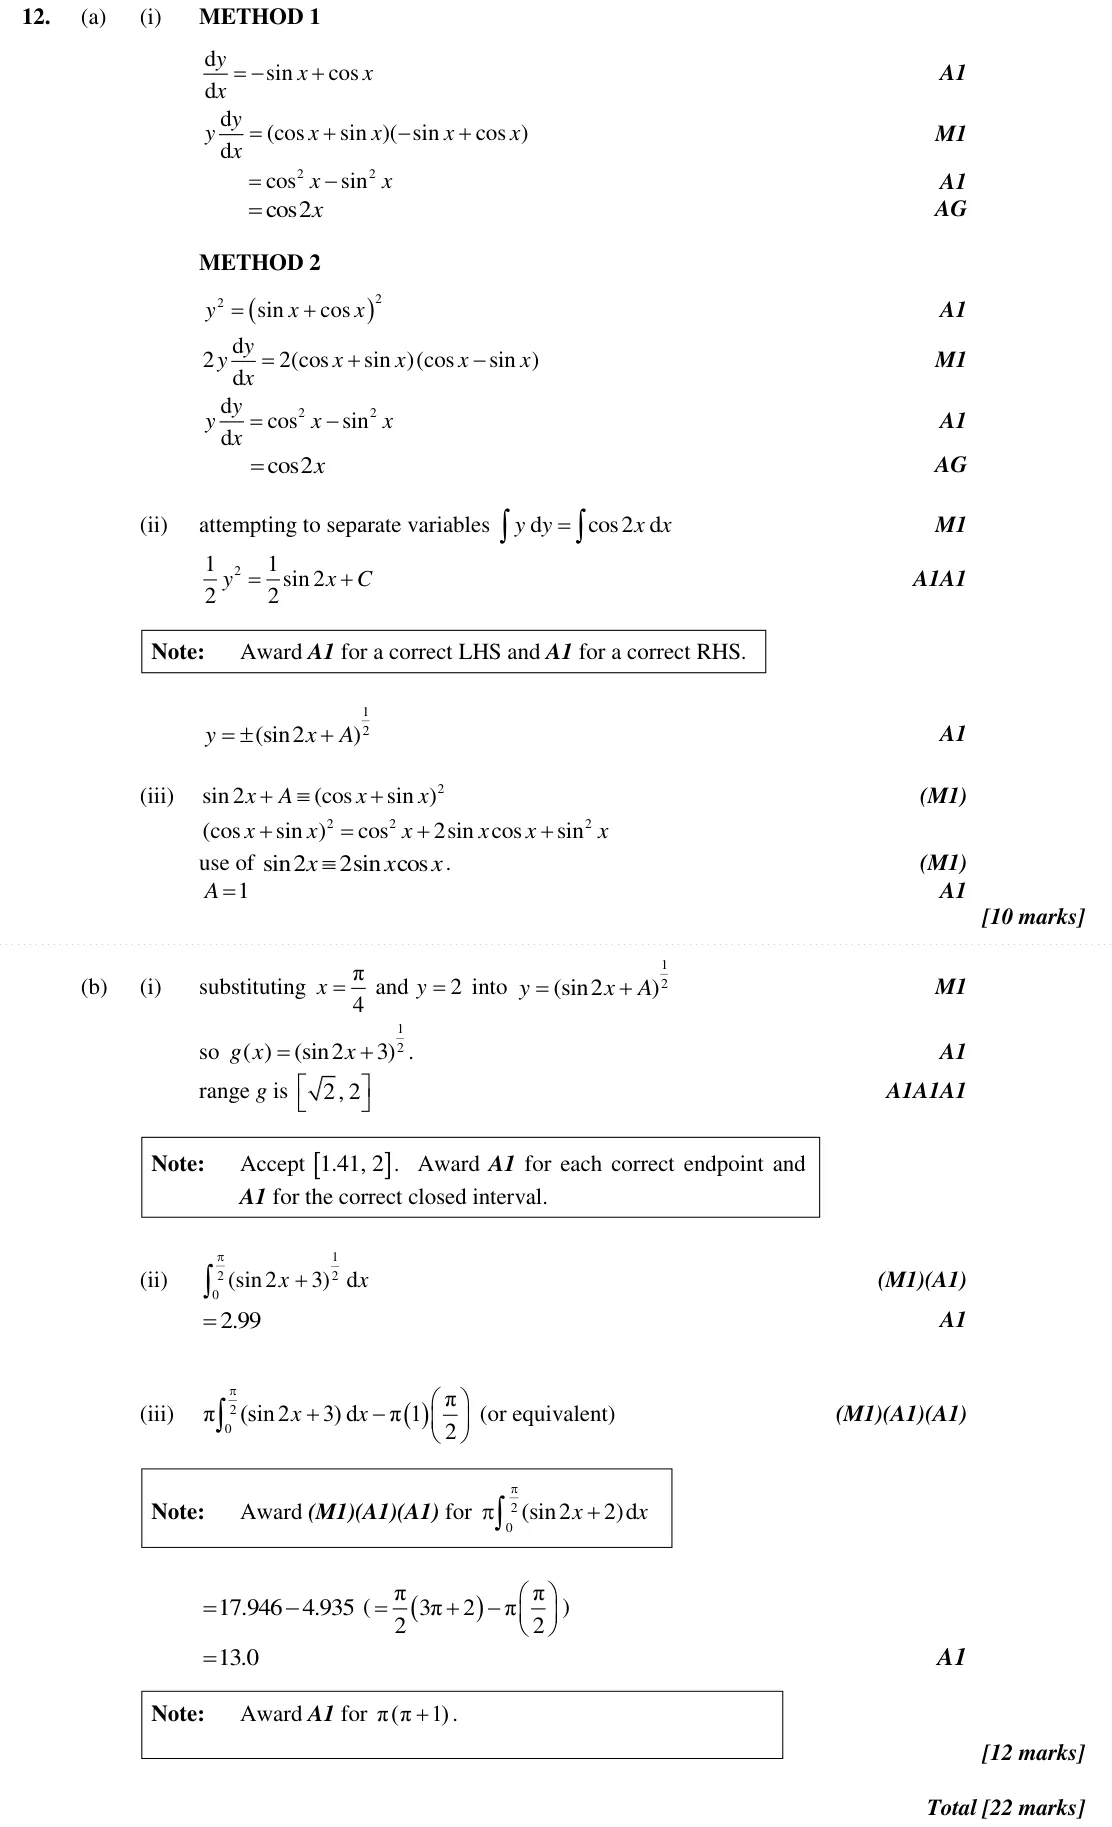 12. (a) (i) METHOD 1
dy/dx = −sin x + cos x A1
y dy/dx = (cos x + sin x)(−sin x + cos x) M1
= cos² x − sin² x A1
= cos 2x AG
METHOD 2
y² = (sin x + cos x)² A1
2y dy/dx = 2(cos x + sin x)(cos x − sin x) M1
y dy/dx = cos² x − sin² x A1
= cos 2x AG
(ii) attempting to separate variables ∫ y dy = ∫ cos 2x dx M1
1/2 y² = 1/2 sin 2x + C A1A1
Note: Award A1 for a correct LHS and A1 for a correct RHS.
y = ±(sin 2x + A)^(1/2) A1
(iii) sin 2x + A ≡ (cos x + sin x)² (M1)
(cos x + sin x)² = cos² x + 2 sin x cos x + sin² x
use of sin 2x ≡ 2 sin x cos x. (M1)
A = 1 A1
[10 marks]
(b) (i) substituting x = π/4 and y = 2 into y = (sin 2x + A)^(1/2) M1
so g(x) = (sin 2x + 3)^(1/2). A1
range g is [√2, 2] A1A1A1
Note: Accept [1.41, 2]. Award A1 for each correct endpoint and
A1 for the correct closed interval.
(ii) ∫₀^(π/2) (sin 2x + 3)^(1/2) dx (M1)(A1)
= 2.99 A1
(iii) π∫₀^(π/2) (sin 2x + 3) dx − π(1)(π/2) (or equivalent) (M1)(A1)(A1)
Note: Award (M1)(A1)(A1) for π∫₀^(π/2) (sin 2x + 2)dx
= 17.946 − 4.935 (= π/2 (3π + 2) − π(π/2))
= 13.0 A1
Note: Award A1 for π(π + 1).
[12 marks]
Total [22 marks]